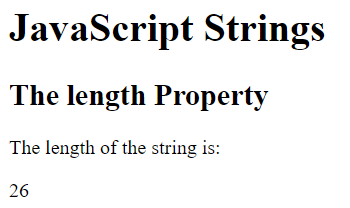 JavaScript Strings
The length Property
The length of the string is:
26